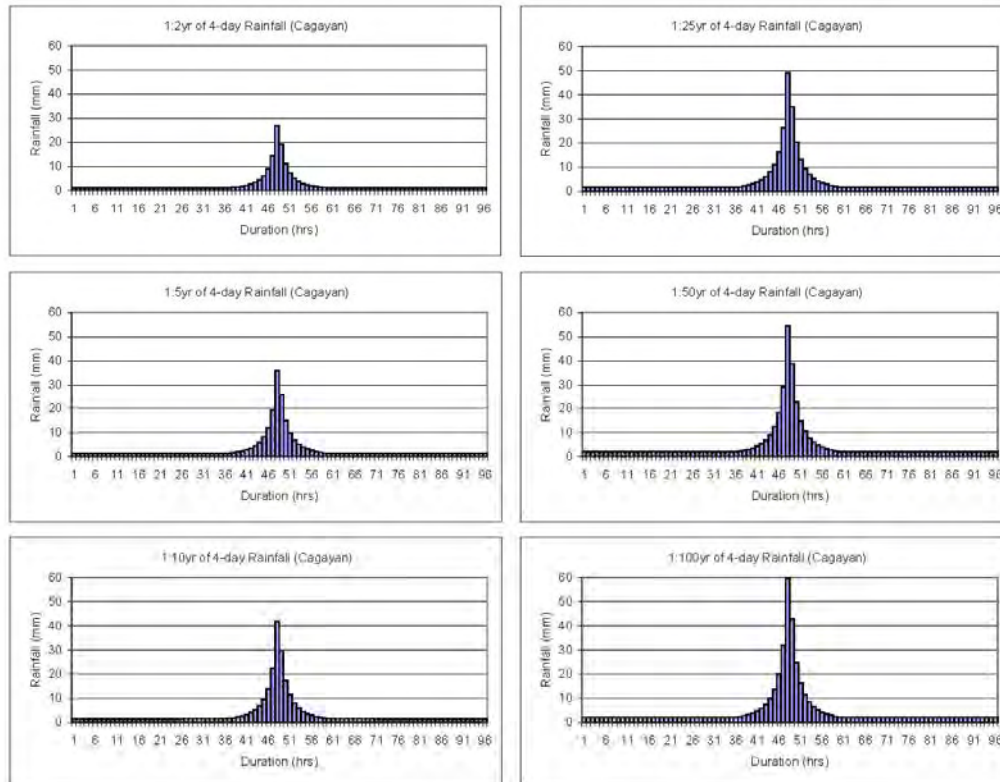 1:2yr of 4-day Rainfall (Cagayan)
60
50
40
30
20
10
0
Rainfall (mm)
1 6 11 16 21 26 31 36 41 46 51 56 61 66 71 76 81 86 91 96
Duration (hrs)
1:25yr of 4-day Rainfall (Cagayan)
60
50
40
30
20
10
0
Rainfall (mm)
1 6 11 16 21 26 31 36 41 46 51 56 61 66 71 76 81 86 91 96
Duration (hrs)
1:5yr of 4-day Rainfall (Cagayan)
60
50
40
30
20
10
0
Rainfall (mm)
1 6 11 16 21 26 31 36 41 46 51 56 61 66 71 76 81 86 91 96
Duration (hrs)
1:50yr of 4-day Rainfall (Cagayan)
60
50
40
30
20
10
0
Rainfall (mm)
1 6 11 16 21 26 31 36 41 46 51 56 61 66 71 76 81 86 91 96
Duration (hrs)
1:10yr of 4-day Rainfall (Cagayan)
60
50
40
30
20
10
0
Rainfall (mm)
1 6 11 16 21 26 31 36 41 46 51 56 61 66 71 76 81 86 91 96
Duration (hrs)
1:100yr of 4-day Rainfall (Cagayan)
60
50
40
30
20
10
0
Rainfall (mm)
1 6 11 16 21 26 31 36 41 46 51 56 61 66 71 76 81 86 91 96
Duration (hrs)